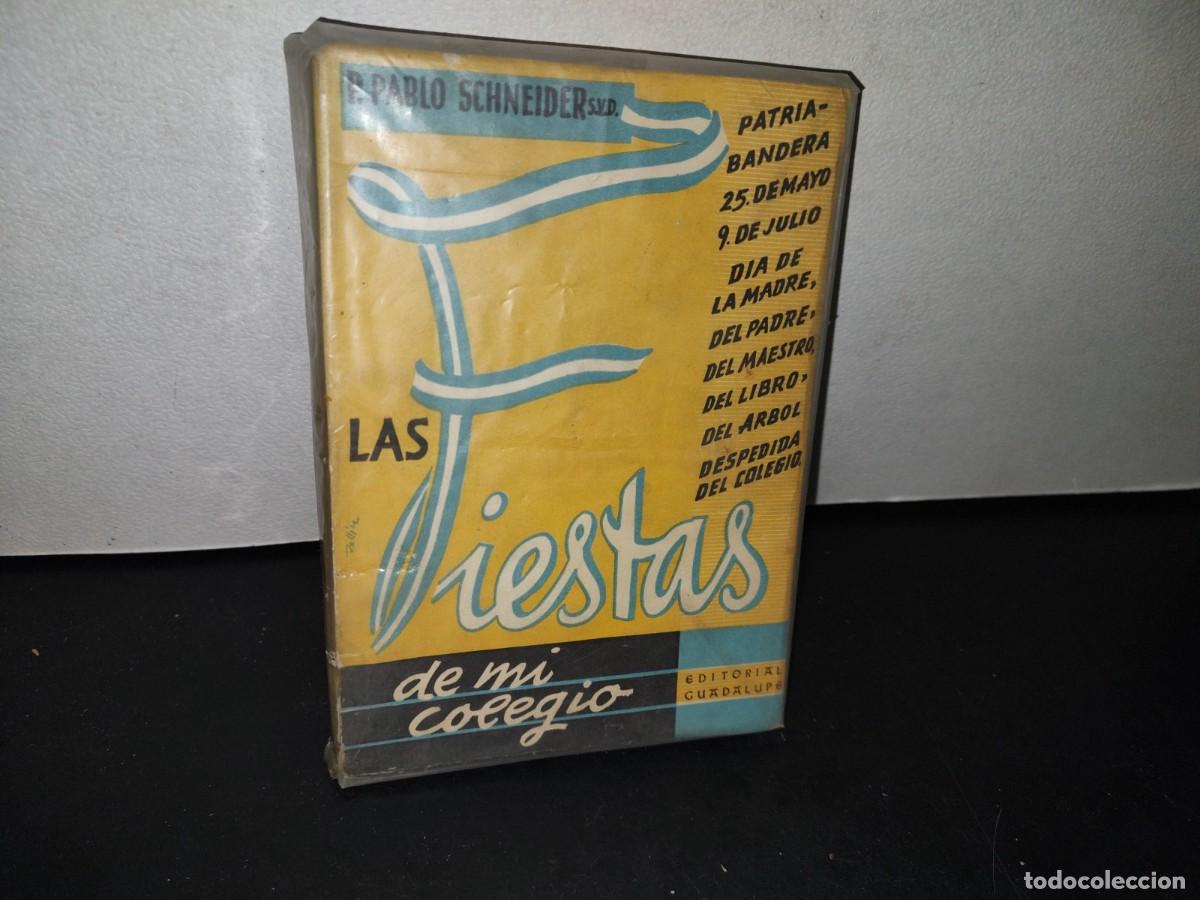 P. PABLO SCHNEIDER S.V.D.
PATRIA-
BANDERA
25. DE MAYO
9. DE JULIO
DIA DE
LA MADRE,
DEL PADRE,
DEL MAESTRO,
DEL LIBRO,
DEL ARBOL
DESPEDIDA
DEL COLEGIO.
LAS
Fiestas
de mi
colegio
EDITORIAL
GUADALUPE
todocoleccion